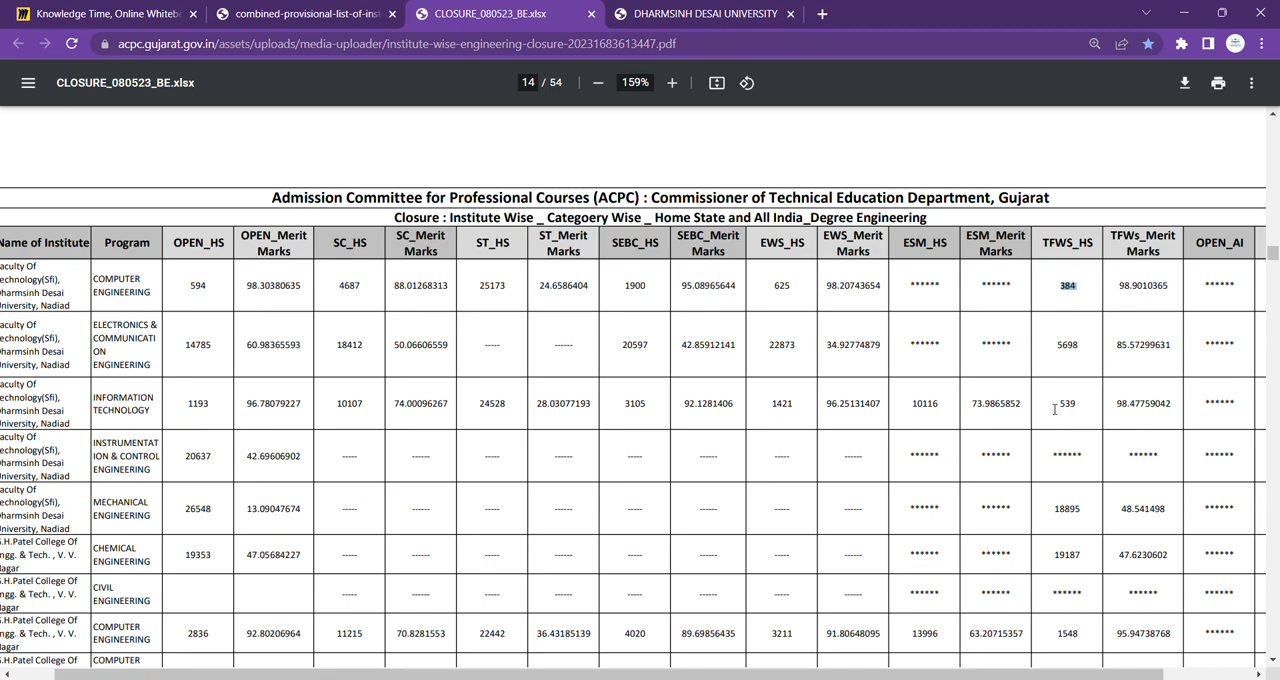 Knowledge Time, Online Whiteb
combined-provisional-list-of-inst
CLOSURE_080523_BE.xlsx
DHARMSINH DESAI UNIVERSITY
acpc.gujarat.gov.in/assets/uploads/media-uploader/institute-wise-engineering-closure-20231683613447.pdf
CLOSURE_080523_BE.xlsx
14 / 54
159%
Admission Committee for Professional Courses (ACPC) : Commissioner of Technical Education Department, Gujarat
Closure : Institute Wise _ Categoery Wise _ Home State and All India_Degree Engineering
Name of Institute Program OPEN_HS OPEN_Merit Marks SC_HS SC_Merit Marks ST_HS ST_Merit Marks SEBC_HS SEBC_Merit Marks EWS_HS EWS_Merit Marks ESM_HS ESM_Merit Marks TFWS_HS TFWs_Merit Marks OPEN_AI
aculty Of
echnology(Sfi),
harmsinh Desai
niversity, Nadiad
COMPUTER
ENGINEERING
594 98.30380635 4687 88.01268313 25173 24.6586404 1900 95.08965644 625 98.20743654 ****** ****** 384 98.9010365 ******
aculty Of
echnology(Sfi),
harmsinh Desai
niversity, Nadiad
ELECTRONICS &
COMMUNICATI
ON
ENGINEERING
14785 60.98365593 18412 50.06606559 ----- ------ 20597 42.85912141 22873 34.92774879 ****** ****** 5698 85.57299631 ******
aculty Of
echnology(Sfi),
harmsinh Desai
niversity, Nadiad
INFORMATION
TECHNOLOGY
1193 96.78079227 10107 74.00096267 24528 28.03077193 3105 92.1281406 1421 96.25131407 10116 73.9865852 539 98.47759042 ******
aculty Of
echnology(Sfi),
harmsinh Desai
niversity, Nadiad
INSTRUMENTAT
ION & CONTROL
ENGINEERING
20637 42.69606902 ----- ------ ----- ------ ----- ------ ----- ------ ****** ****** ****** ****** ******
aculty Of
echnology(Sfi),
harmsinh Desai
niversity, Nadiad
MECHANICAL
ENGINEERING
26548 13.09047674 ----- ------ ----- ------ ----- ------ ----- ------ ****** ****** 18895 48.541498 ******
.H.Patel College Of
ngg. & Tech. , V. V.
agar
CHEMICAL
ENGINEERING
19353 47.05684227 ----- ------ ----- ------ ----- ------ ----- ------ ****** ****** 19187 47.6230602 ******
.H.Patel College Of
ngg. & Tech. , V. V.
agar
CIVIL
ENGINEERING
----- ------ ----- ------ ----- ------ ----- ------ ****** ****** ****** ****** ******
.H.Patel College Of
ngg. & Tech. , V. V.
agar
COMPUTER
ENGINEERING
2836 92.80206964 11215 70.8281553 22442 36.43185139 4020 89.69856435 3211 91.80648095 13996 63.20715357 1548 95.94738768 ******
.H.Patel College Of
COMPUTER